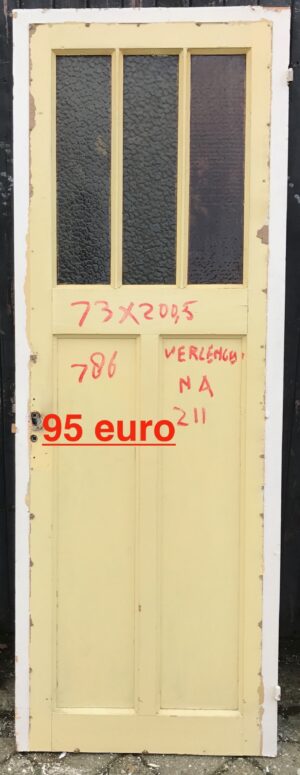 73X200,5
786
VERLENGD
NA
211
95 euro